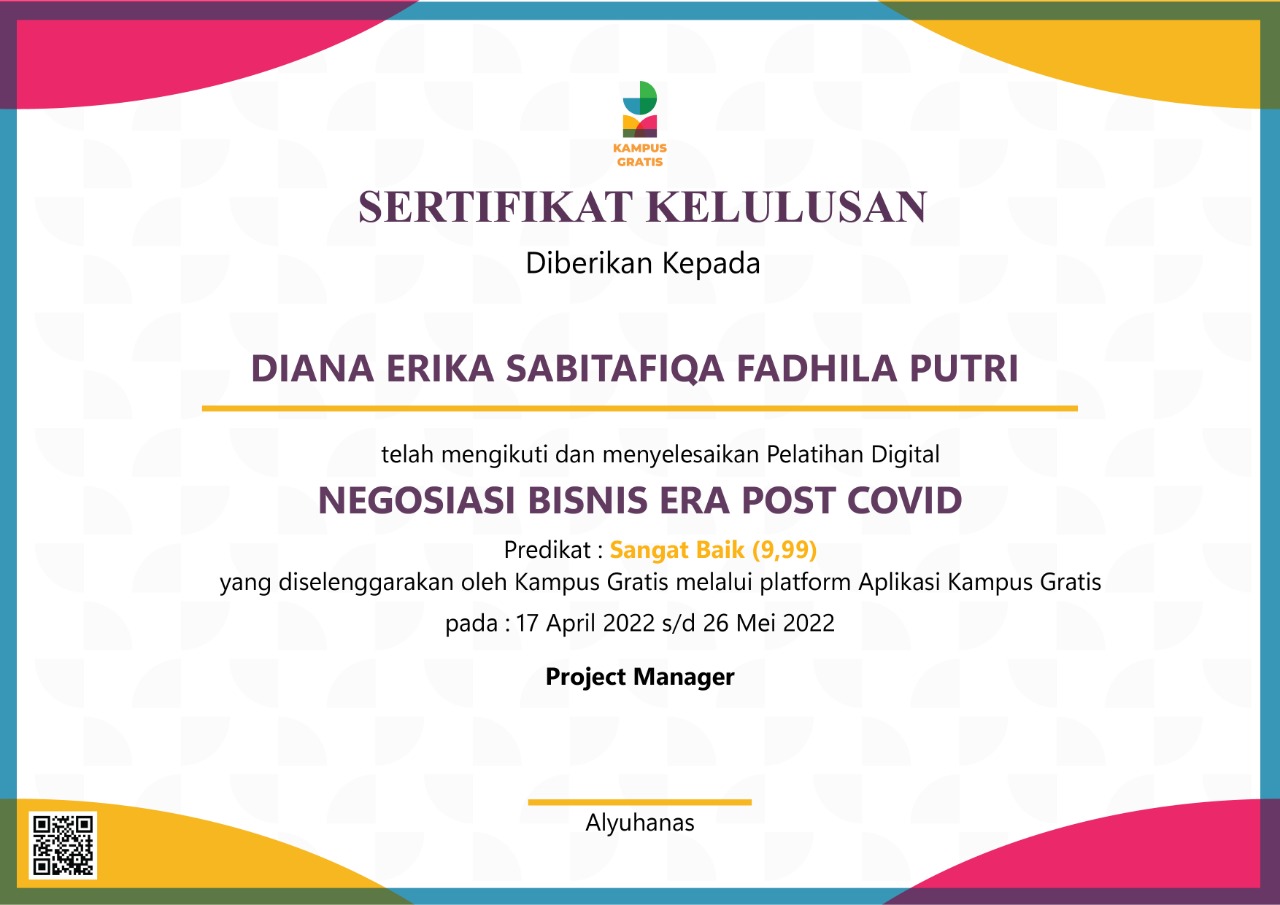 KAMPUS
GRATIS
SERTIFIKAT KELULUSAN
Diberikan Kepada
DIANA ERIKA SABITAFIQA FADHILA PUTRI
telah mengikuti dan menyelesaikan Pelatihan Digital
NEGOSIASI BISNIS ERA POST COVID
Predikat : Sangat Baik (9,99)
yang diselenggarakan oleh Kampus Gratis melalui platform Aplikasi Kampus Gratis
pada : 17 April 2022 s/d 26 Mei 2022
Project Manager
Alyuhanas